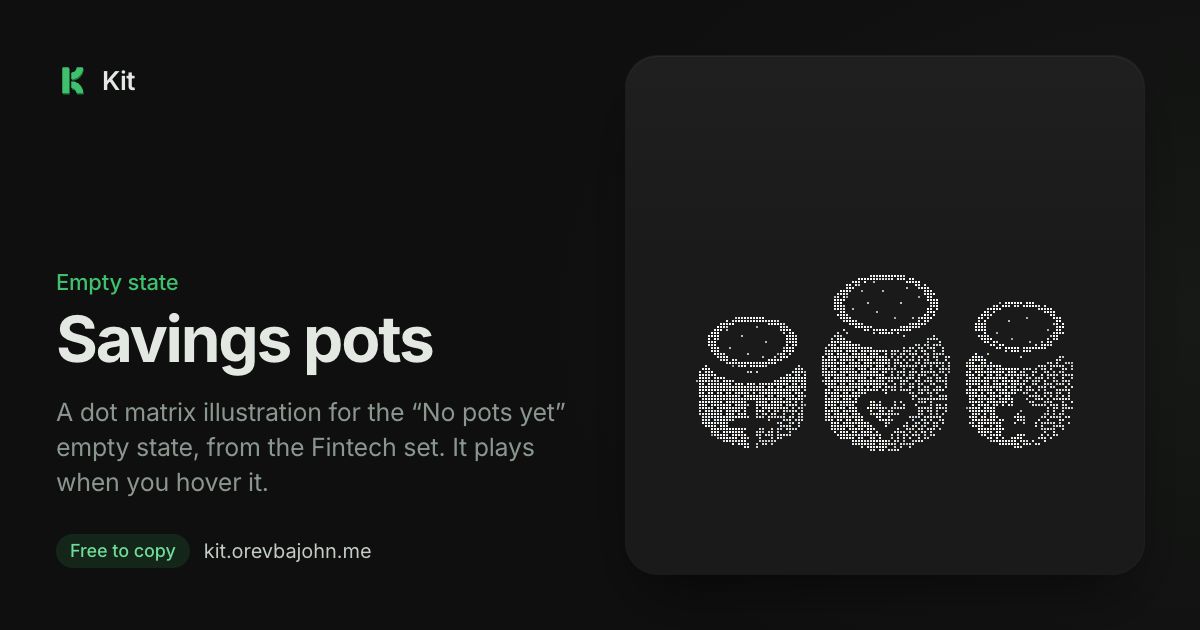 Kit
Empty state
Savings pots
A dot matrix illustration for the “No pots yet”
empty state, from the Fintech set. It plays
when you hover it.
Free to copy
kit.orevbajohn.me